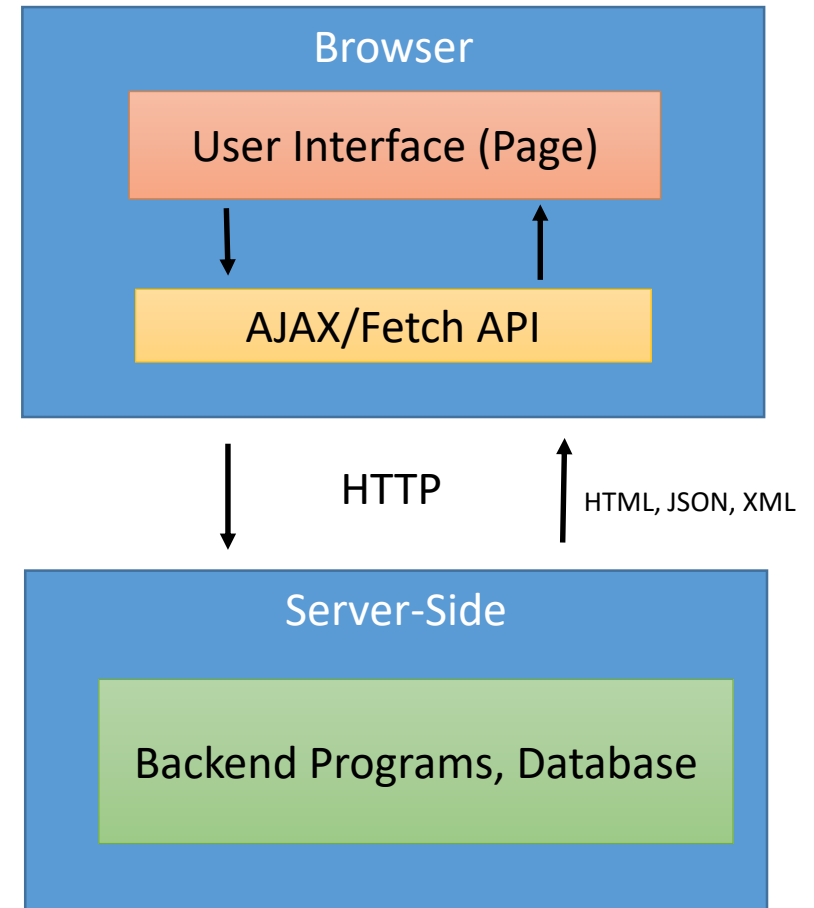 Browser
User Interface (Page)
AJAX/Fetch API
HTTP
HTML, JSON, XML
Server-Side
Backend Programs, Database